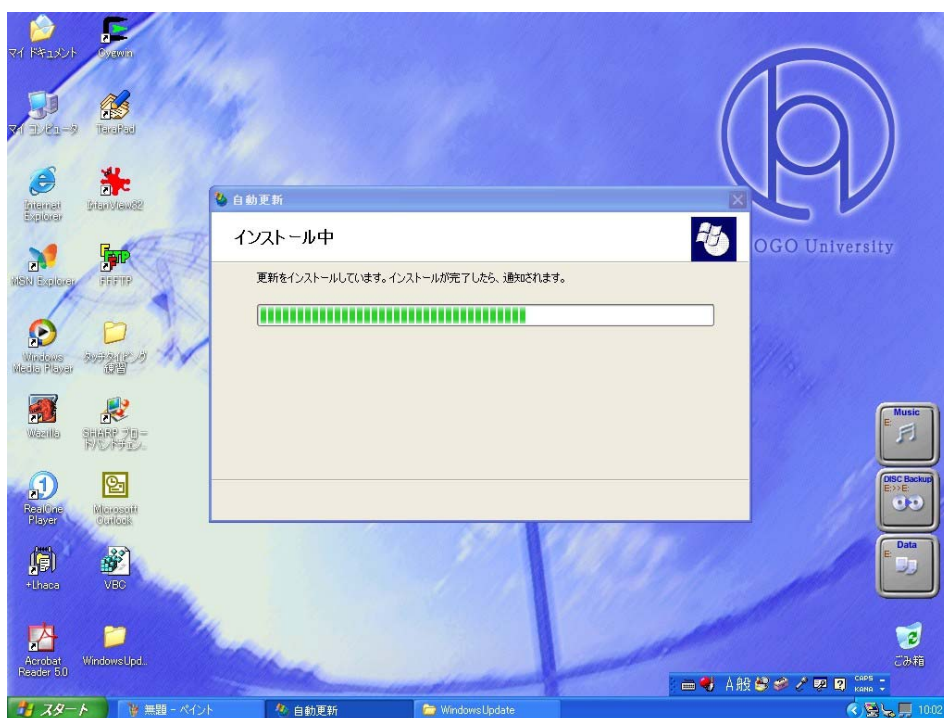 マイ ドキュメント
Cygwin
マイ コンピュータ
TeraPad
Internet
Explorer
IrfanView32
MSN Explorer
FFFTP
Windows
Media Player
タッチタイピング
練習
Wazilla
SHARP ブロー
ドバンドチェン..
RealOne
Player
Microsoft
Outlook
+Lhaca
VBC
Acrobat
Reader 5.0
WindowsUpd..
自動更新
インストール中
更新をインストールしています。インストールが完了したら、通知されます。
OGO University
Music
E:
DISC Backup
E:>>E:
Data
E:
ごみ箱
A般
CAPS
KANA
スタート
無題 - ペイント
自動更新
WindowsUpdate
10:02